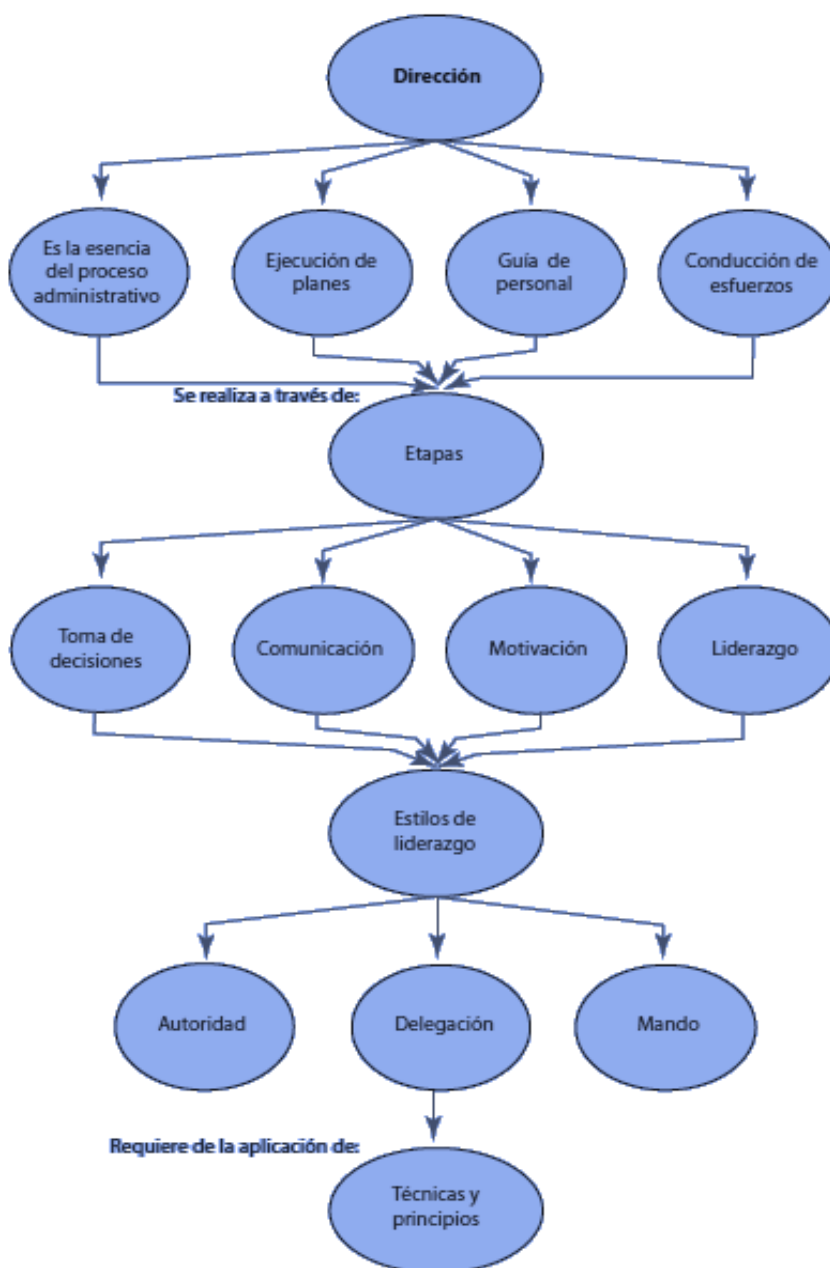 Dirección
Es la esencia
del proceso
administrativo
Ejecución de
planes
Guía de
personal
Conducción de
esfuerzos
Se realiza a través de:
Etapas
Toma de
decisiones
Comunicación
Motivación
Liderazgo
Estilos de
liderazgo
Autoridad
Delegación
Mando
Requiere de la aplicación de:
Técnicas y
principios